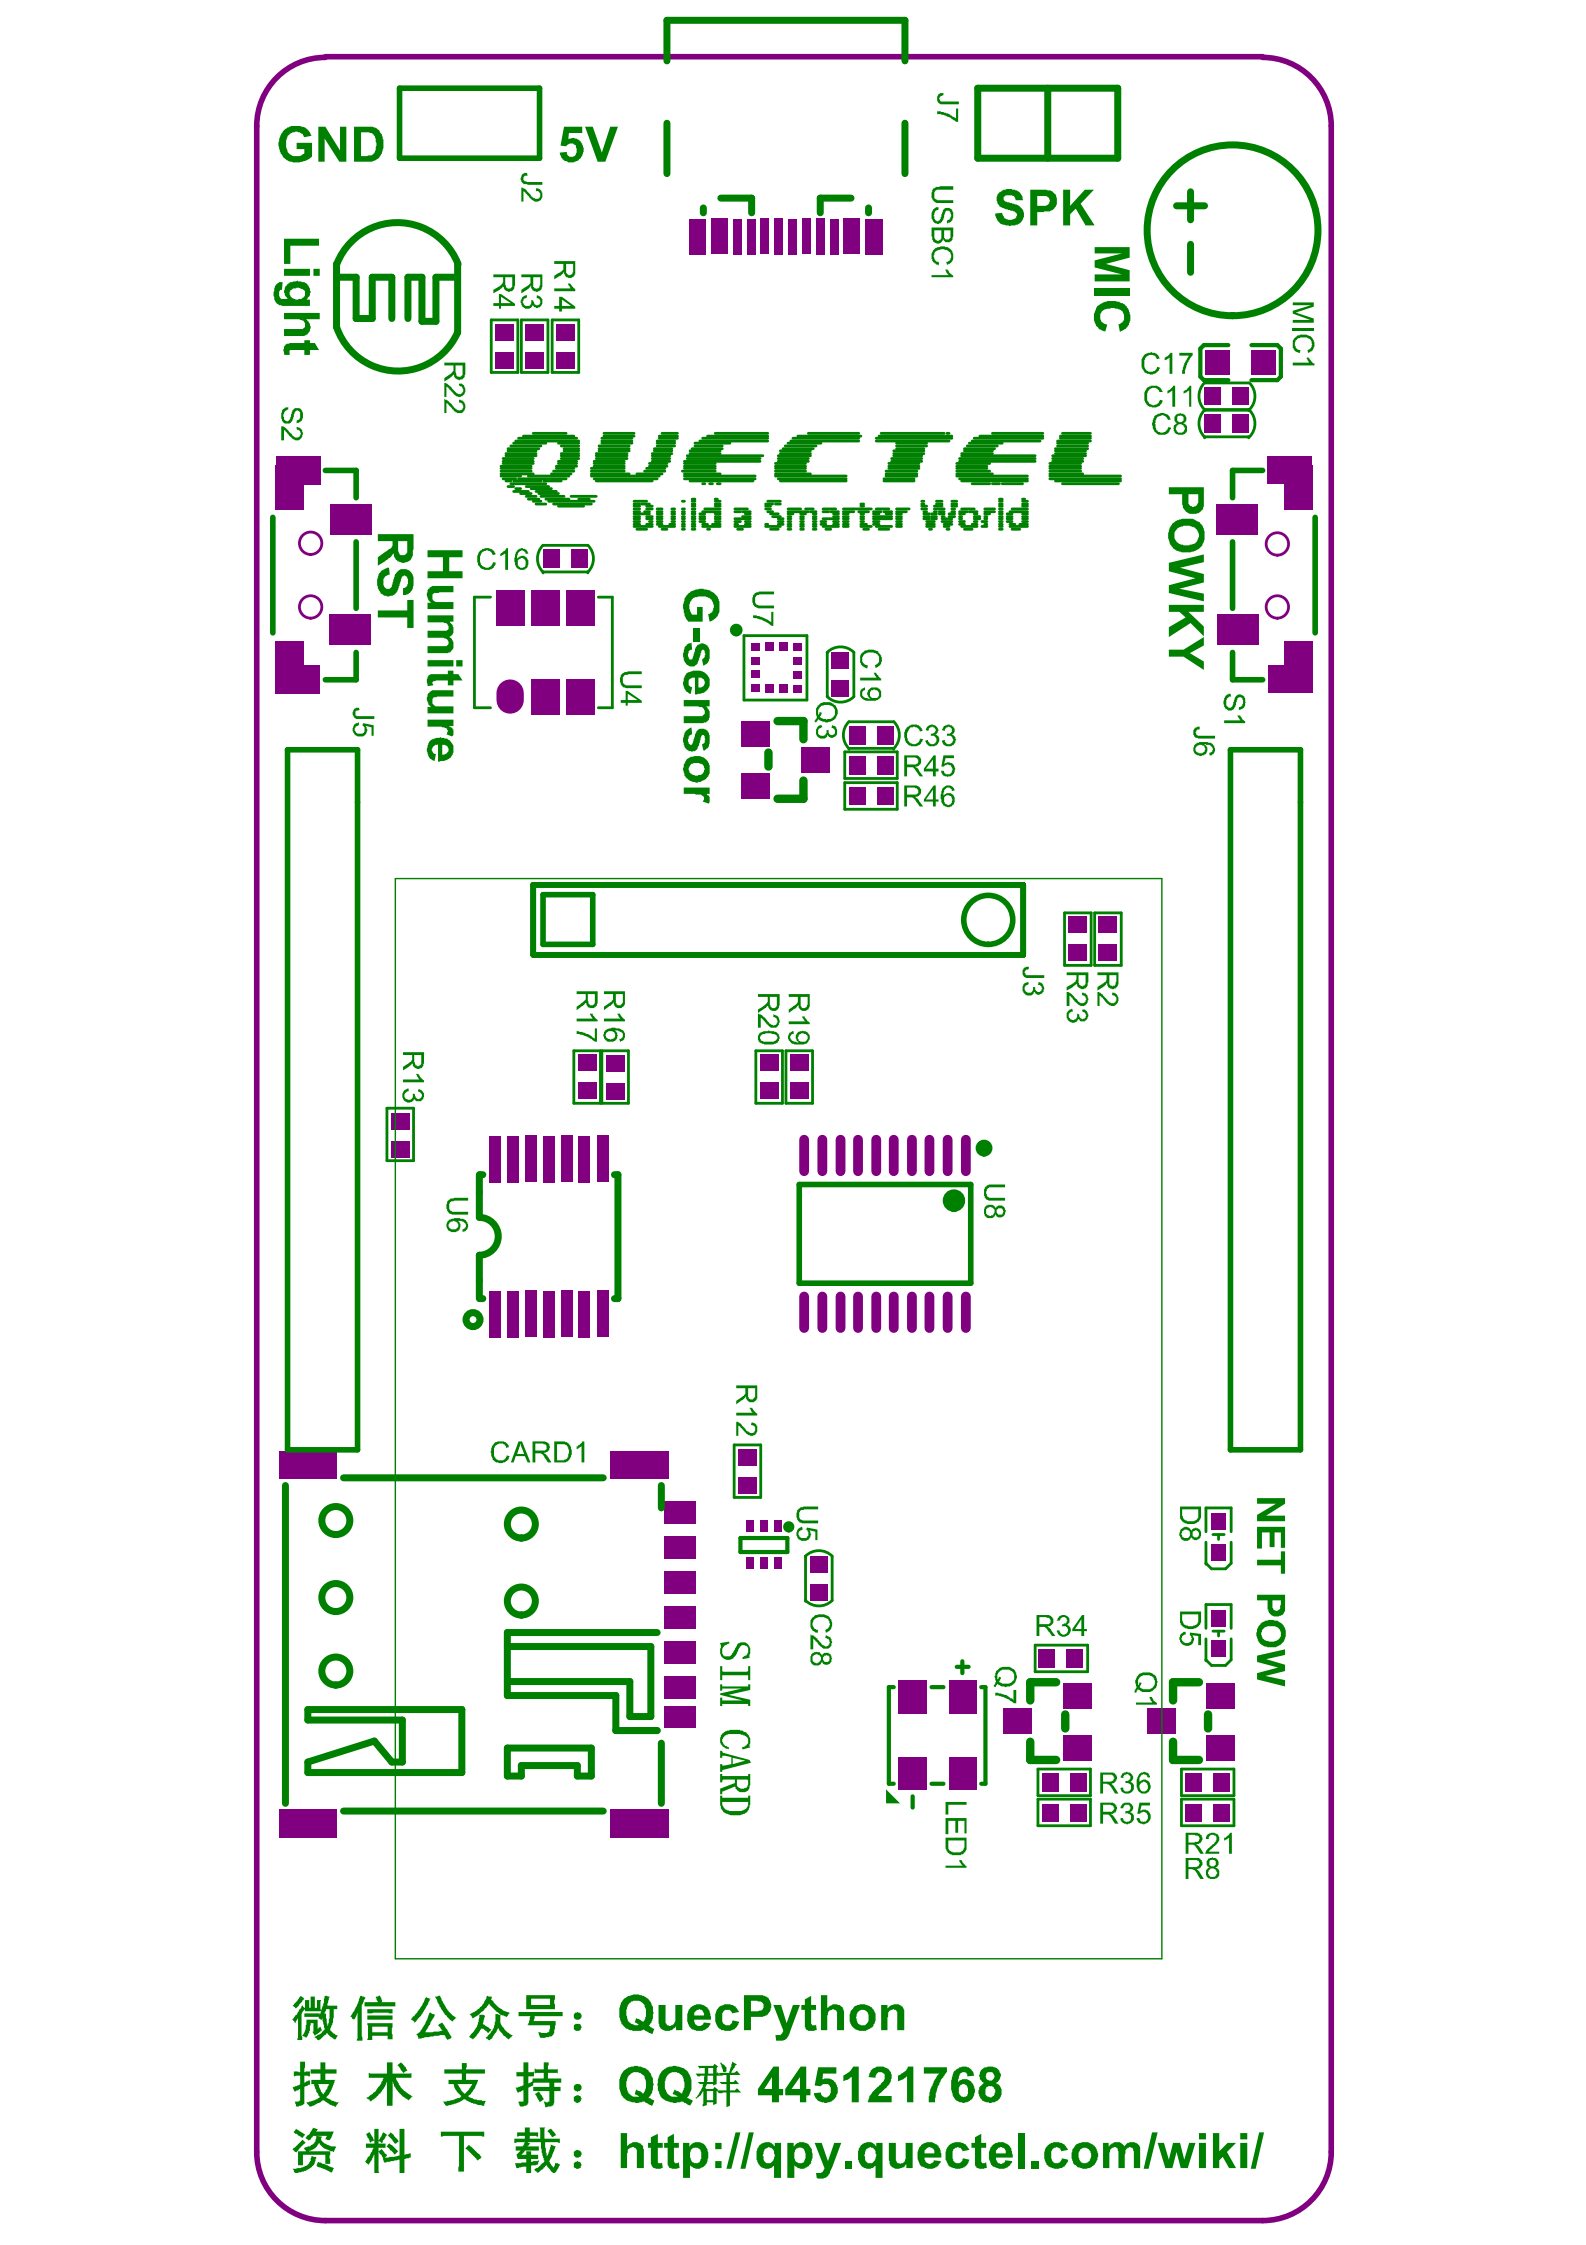 J7
GND
5V
J2
SPK
USBC1
MIC
Light
R4
R3
R14
MIC1
C17
R22
C11
C8
S2
QUECTEL
Build a Smarter World
POWKY
RST
Humiture
C16
G-sensor
U7
U4
C19
S1
J5
Q3
C33
J6
R45
R46
J3
R23
R2
R17
R16
R20
R19
R13
U6
U8
R12
CARD1
U5
D8
NET
C28
D5
POW
R34
SIM CARD
Q7
Q1
R36
R35
LED1
R21
R8
微信公众号：QuecPython
技术支持：QQ群 445121768
资料下载：http://qpy.quectel.com/wiki/